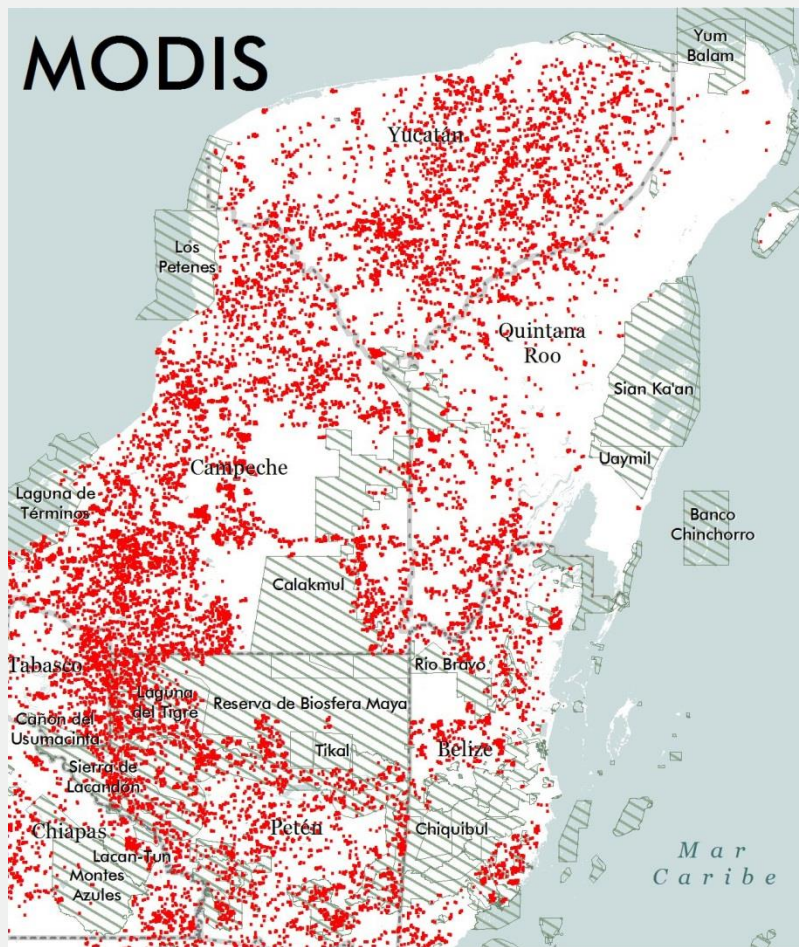 MODIS
Yum
Balam
Yucatán
Los
Petenes
Quintana
Roo
Sian Ka'an
Uaymil
Campeche
Laguna de
Términos
Banco
Chinchorro
Calakmul
Rio Bravo
Tabasco
Laguna
del Tigre
Reserva de Biosfera Maya
Cañon del
Usumacinta
Tikal
Belize
Sierra de
Lacandón
Chiapas
Petén
Chiquibul
Lacan-Tun
Montes
Azules
Mar
Caribe